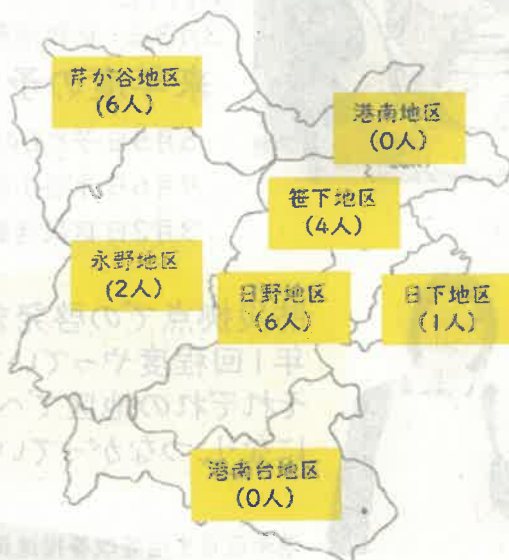 芹が谷地区
(6人)
港南地区
(0人)
笹下地区
(4人)
永野地区
(2人)
日野地区
(6人)
日下地区
(1人)
港南台地区
(0人)